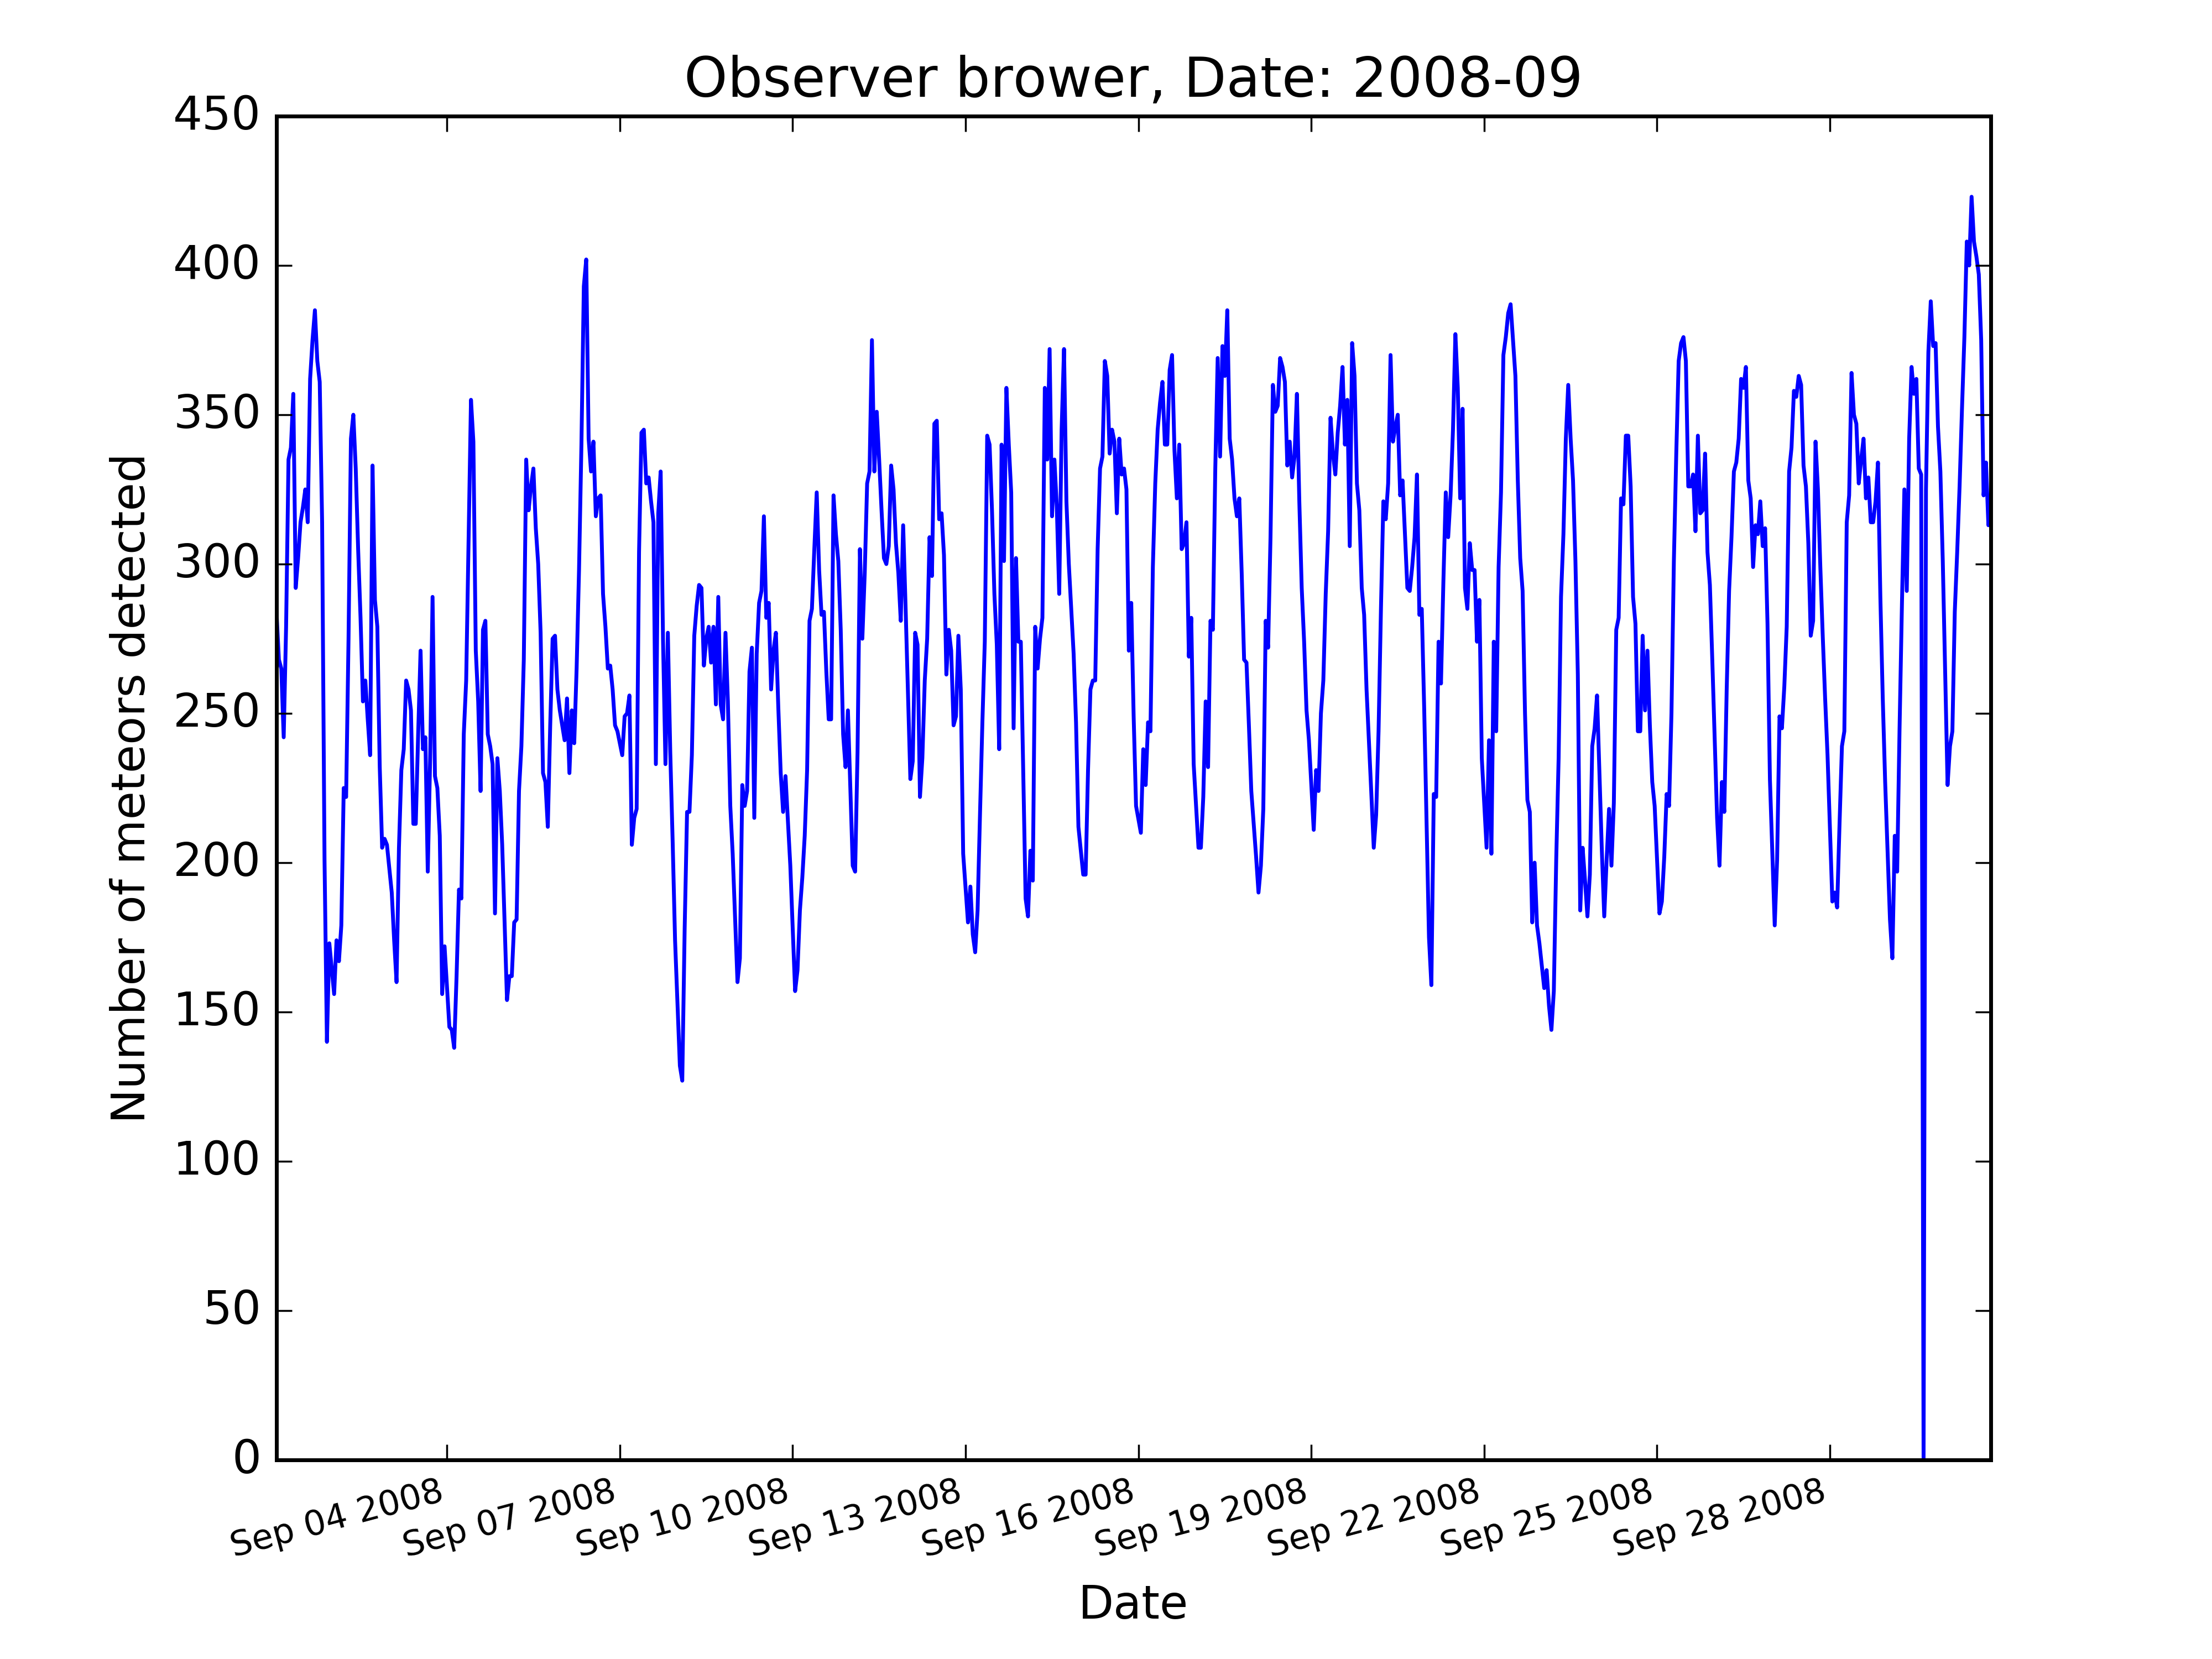 Observer brower, Date: 2008-09
450
400
350
300
250
200
150
100
50
0
Number of meteors detected
Sep 04 2008
Sep 07 2008
Sep 10 2008
Sep 13 2008
Sep 16 2008
Sep 19 2008
Sep 22 2008
Sep 25 2008
Sep 28 2008
Date